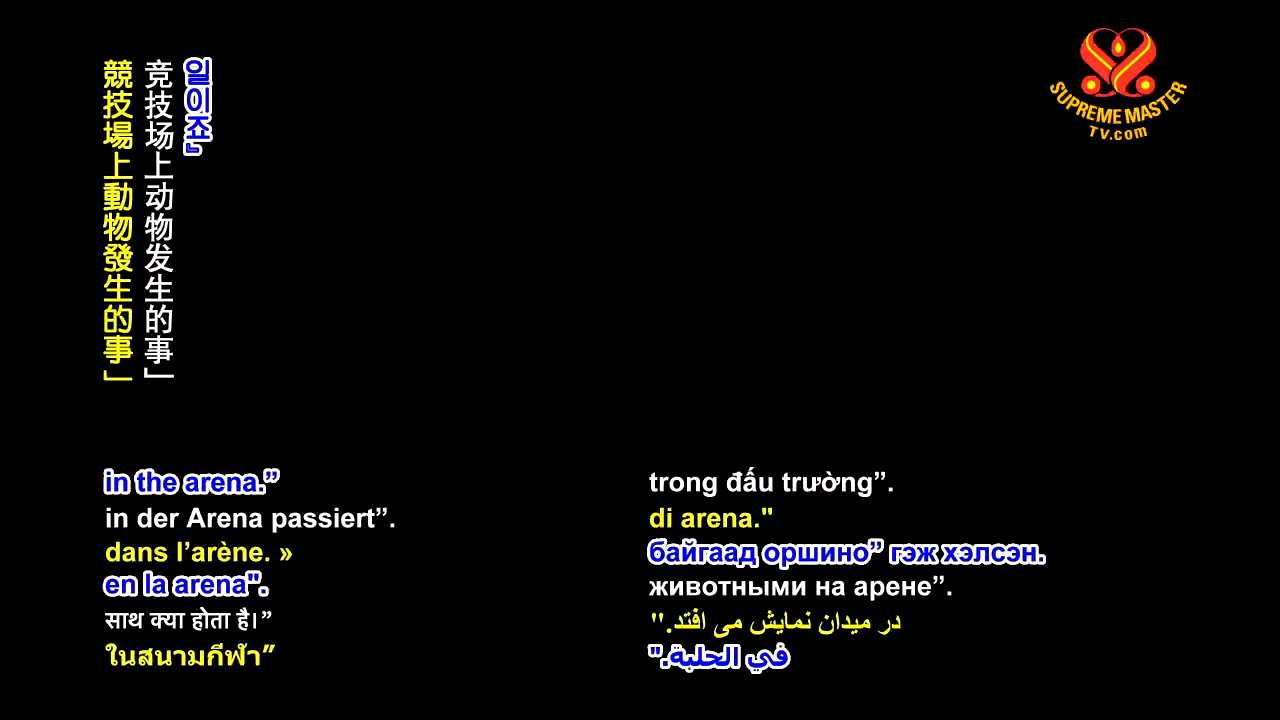 일이죠』
竞技场上动物发生的事」
競技場上動物發生的事」
SUPREME MASTER
TV.com
in the arena.”
in der Arena passiert”.
dans l’arène. »
en la arena".
साथ क्या होता है।”
ในสนามกีฬา”
trong đấu trường”.
di arena."
байгаад оршино” гэж хэлсэн.
животными на арене”.
در میدان نمایش می افتد."
في الحلبة."